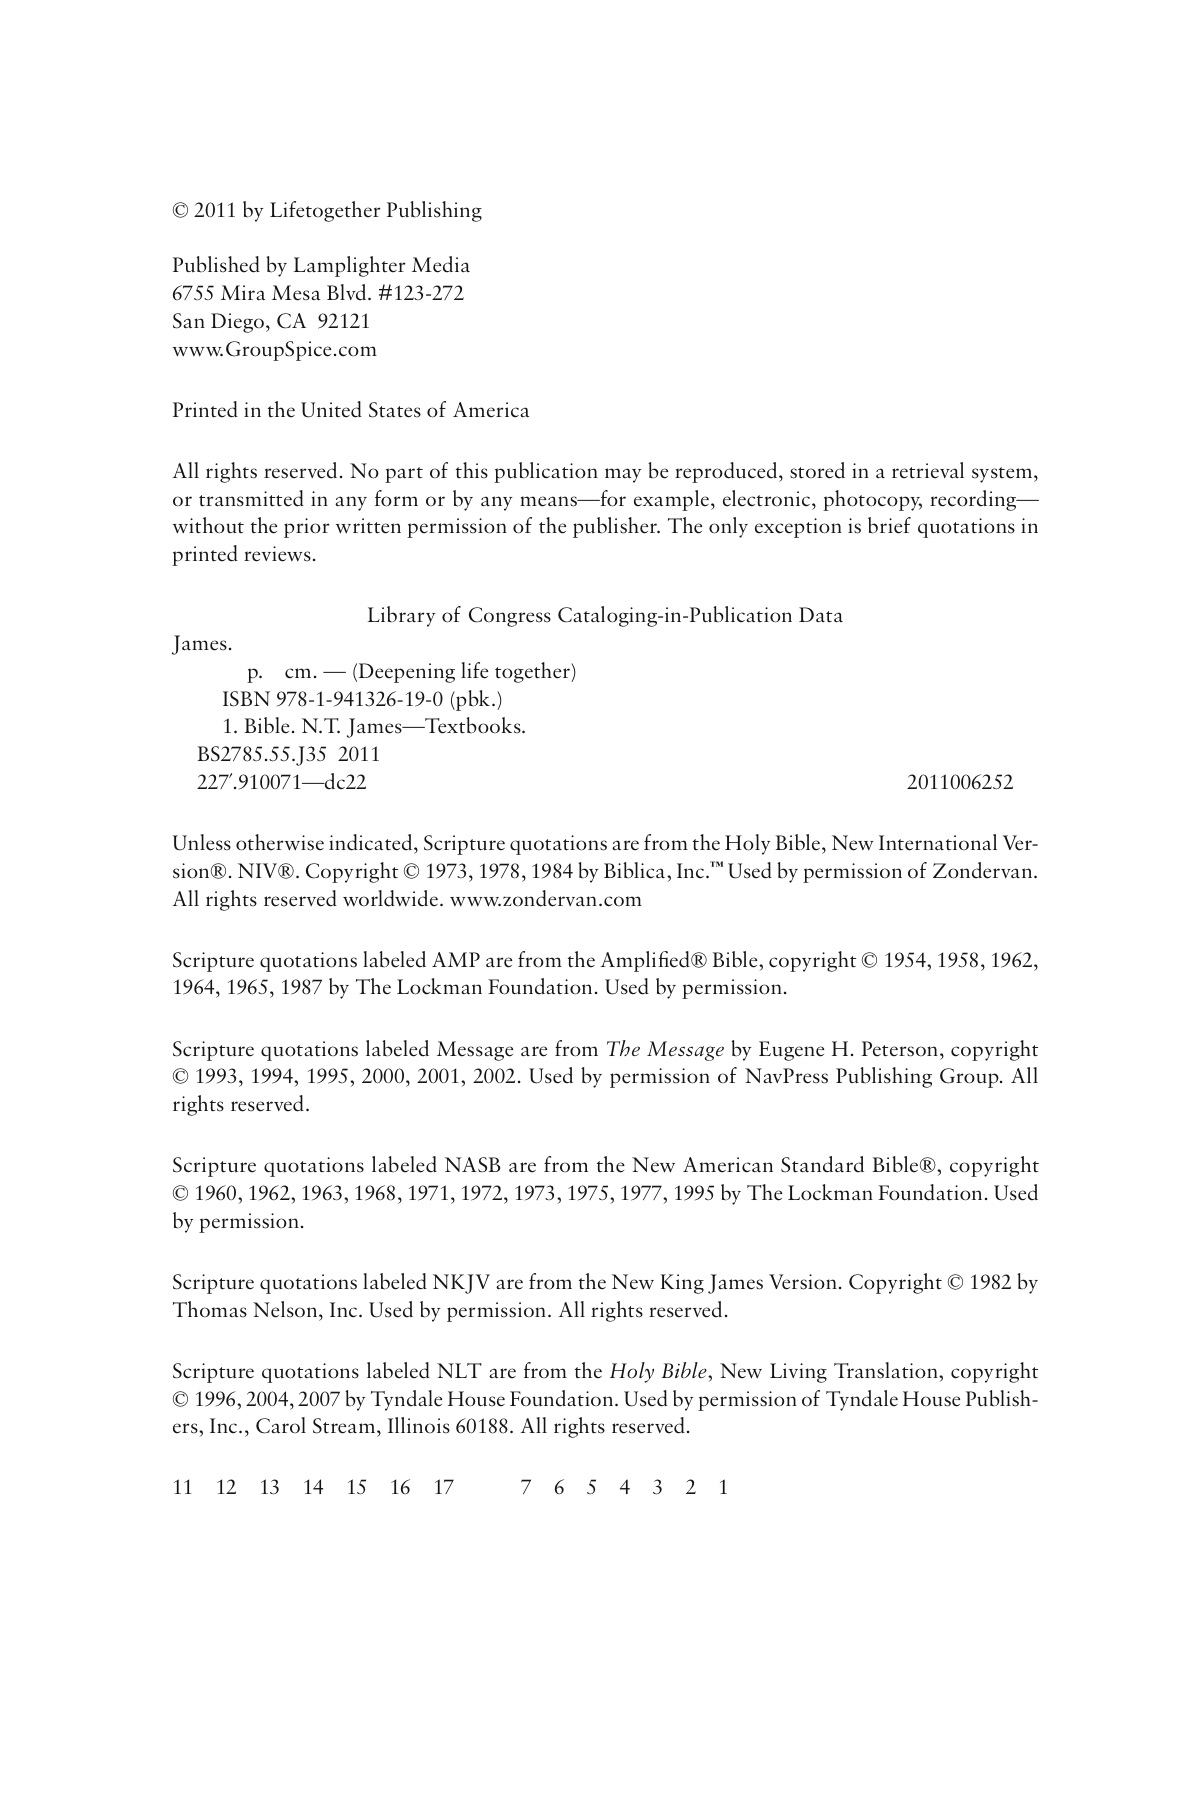 © 2011 by Lifetogether Publishing
Published by Lamplighter Media
6755 Mira Mesa Blvd. #123-272
San Diego, CA  92121
www.GroupSpice.com
Printed in the United States of America
All rights reserved. No part of this publication may be reproduced, stored in a retrieval system,
or transmitted in any form or by any means—for example, electronic, photocopy, recording—
without the prior written permission of the publisher. The only exception is brief quotations in
printed reviews.
Library of Congress Cataloging-in-Publication Data
James.
p.    cm. — (Deepening life together)
ISBN 978-1-941326-19-0 (pbk.)
1. Bible. N.T. James—Textbooks.
BS2785.55.J35  2011
227′.910071—dc22 2011006252
Unless otherwise indicated, Scripture quotations are from the Holy Bible, New International Ver-
sion®. NIV®. Copyright © 1973, 1978, 1984 by Biblica, Inc.™ Used by permission of Zondervan.
All rights reserved worldwide. www.zondervan.com
Scripture quotations labeled AMP are from the Amplified® Bible, copyright © 1954, 1958, 1962,
1964, 1965, 1987 by The Lockman Foundation. Used by permission.
Scripture quotations labeled Message are from The Message by Eugene H. Peterson, copyright
© 1993, 1994, 1995, 2000, 2001, 2002. Used by permission of NavPress Publishing Group. All
rights reserved.
Scripture quotations labeled NASB are from the New American Standard Bible®, copyright
© 1960, 1962, 1963, 1968, 1971, 1972, 1973, 1975, 1977, 1995 by The Lockman Foundation. Used
by permission.
Scripture quotations labeled NKJV are from the New King James Version. Copyright © 1982 by
Thomas Nelson, Inc. Used by permission. All rights reserved.
Scripture quotations labeled NLT are from the Holy Bible, New Living Translation, copyright
© 1996, 2004, 2007 by Tyndale House Foundation. Used by permission of Tyndale House Publish-
ers, Inc., Carol Stream, Illinois 60188. All rights reserved.
11 12 13 14 15 16 17 7 6 5 4 3 2 1